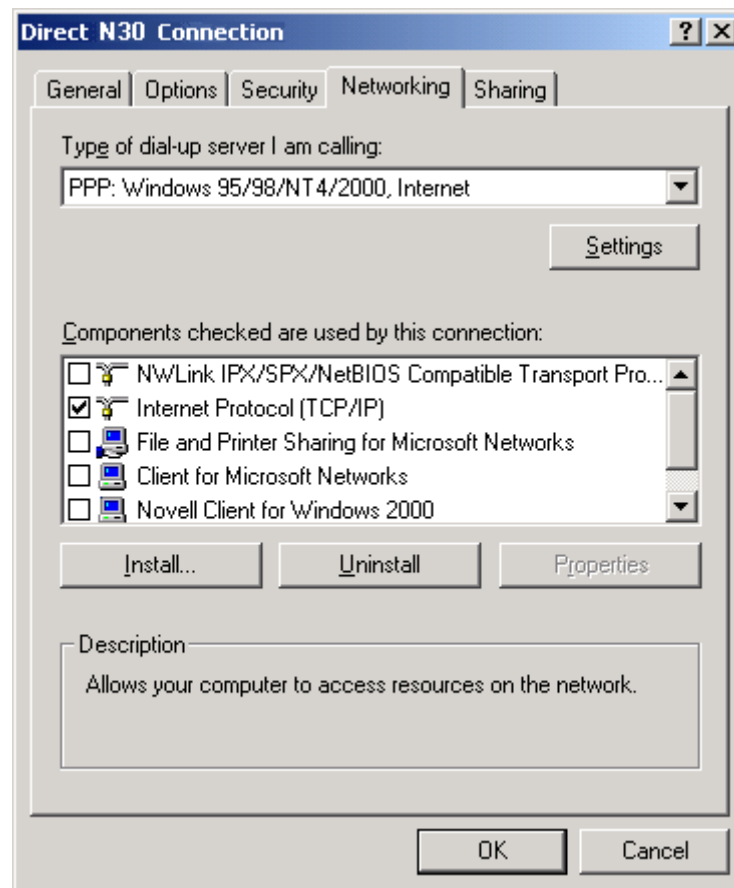 Direct N30 Connection
General Options Security Networking Sharing
Type of dial-up server I am calling:
PPP: Windows 95/98/NT4/2000, Internet
Settings
Components checked are used by this connection:
NWLink IPX/SPX/NetBIOS Compatible Transport Pro...
Internet Protocol (TCP/IP)
File and Printer Sharing for Microsoft Networks
Client for Microsoft Networks
Novell Client for Windows 2000
Install... Uninstall Properties
Description
Allows your computer to access resources on the network.
OK Cancel